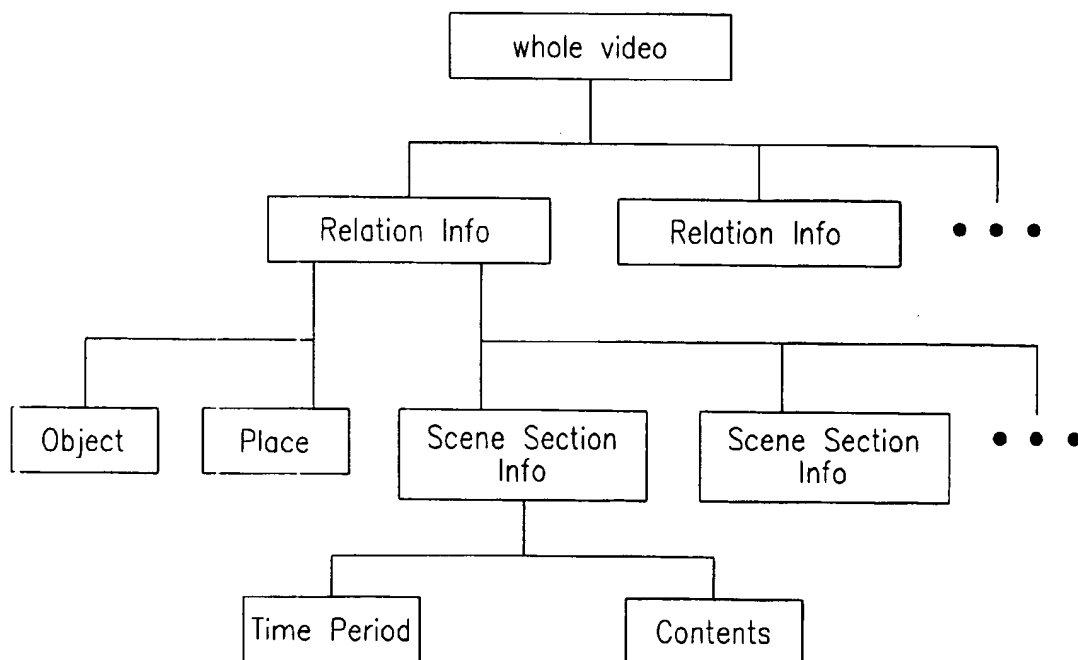 whole video
Relation Info
Relation Info
Object
Place
Scene Section
Info
Scene Section
Info
Time Period
Contents